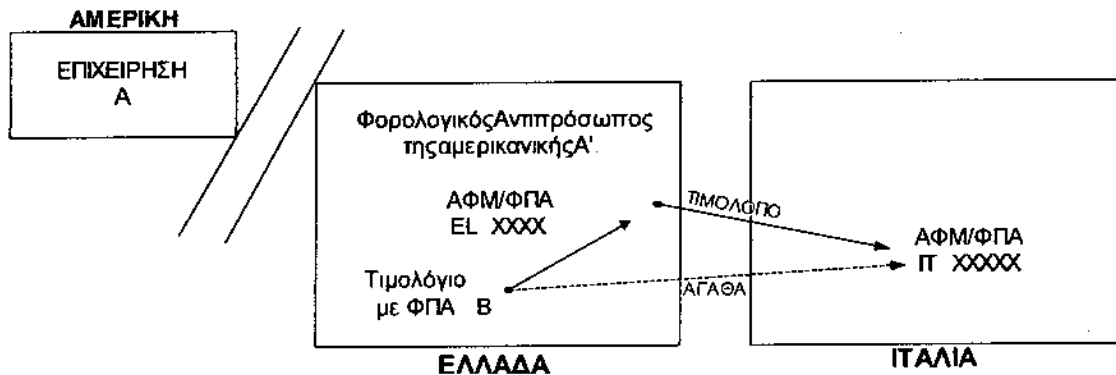 ΑΜΕΡΙΚΗ
ΕΠΙΧΕΙΡΗΣΗ
Α
ΦορολογικόςΑντιπρόσωπος
τηςαμερικανικήςΑ'
ΑΦΜ/ΦΠΑ
EL XXXX
ΤΙΜΟΛΟΓΙΟ
ΑΦΜ/ΦΠΑ
IT XXXXX
Τιμολόγιο
με ΦΠΑ Β
ΑΓΑΘΑ
ΕΛΛΑΔΑ
ΙΤΑΛΙΑ